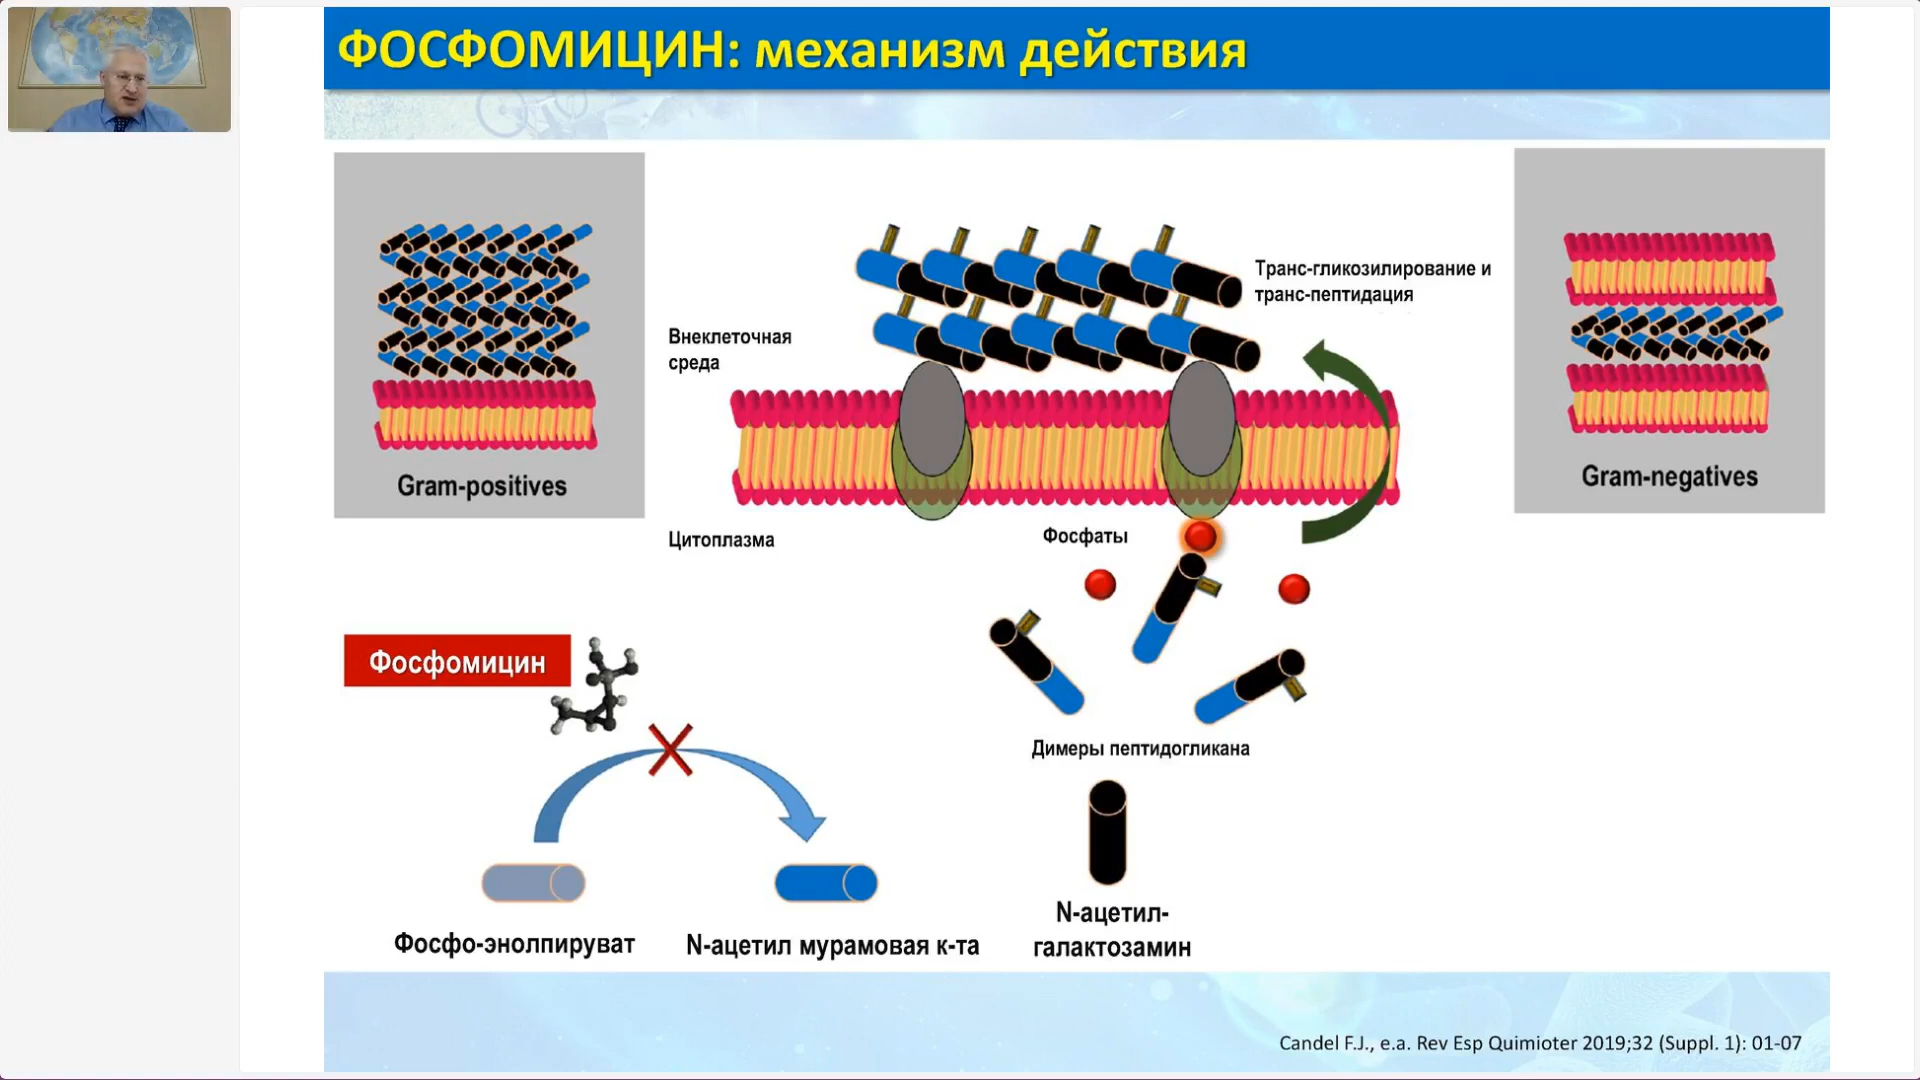 ФОСФОМИЦИН: механизм действия
Транс-гликозилирование и
транс-пептидация
Внеклеточная
среда
Gram-positives
Gram-negatives
Цитоплазма
Фосфаты
Фосфомицин
Димеры пептидогликана
N-ацетил-
галактозамин
Фосфо-энолпируват
N-ацетил мурамовая к-та
Candel F.J., e.a. Rev Esp Quimioter 2019;32 (Suppl. 1): 01-07